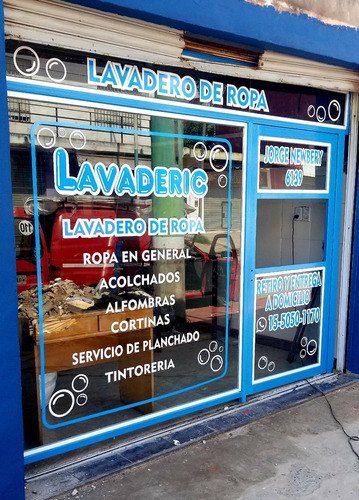 LAVADERO DE ROPA
LAVADERIC
LAVADERO DE ROPA
ROPA EN GENERAL
ACOLCHADOS
ALFOMBRAS
CORTINAS
SERVICIO DE PLANCHADO
TINTORERIA
JORGE NEWBERY
6189
RETIRO Y ENTREGA
A DOMICILIO
15-5050-1170